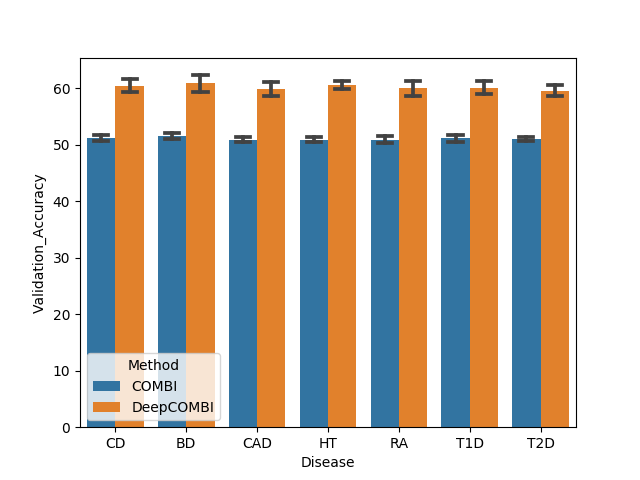 60
50
40
30
20
10
0
Validation_Accuracy
Method
COMBI
DeepCOMBI
CD BD CAD HT RA T1D T2D
Disease